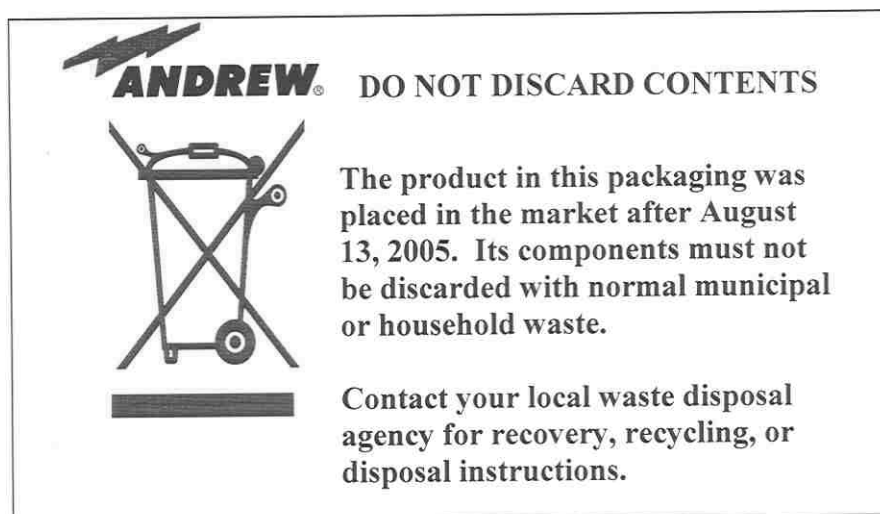 ANDREW®
DO NOT DISCARD CONTENTS
The product in this packaging was
placed in the market after August
13, 2005. Its components must not
be discarded with normal municipal
or household waste.
Contact your local waste disposal
agency for recovery, recycling, or
disposal instructions.